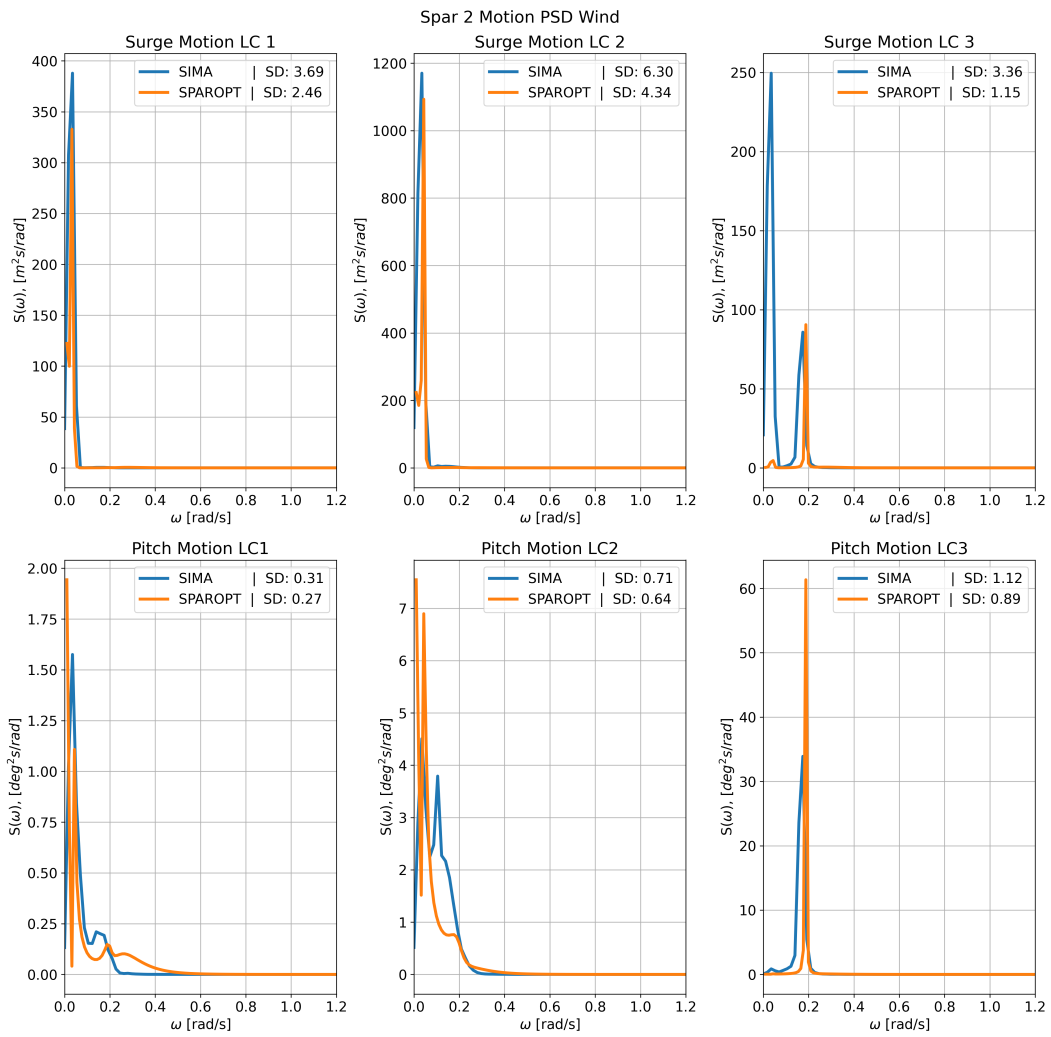 Spar 2 Motion PSD Wind
Surge Motion LC 1
SIMA | SD: 3.69
SPAROPT | SD: 2.46
400
350
300
250
200
150
100
50
0
S(ω), [m²s/rad]
0.0 0.2 0.4 0.6 0.8 1.0 1.2
ω [rad/s]
Surge Motion LC 2
SIMA | SD: 6.30
SPAROPT | SD: 4.34
1200
1000
800
600
400
200
0
S(ω), [m²s/rad]
0.0 0.2 0.4 0.6 0.8 1.0 1.2
ω [rad/s]
Surge Motion LC 3
SIMA | SD: 3.36
SPAROPT | SD: 1.15
250
200
150
100
50
0
S(ω), [m²s/rad]
0.0 0.2 0.4 0.6 0.8 1.0 1.2
ω [rad/s]
Pitch Motion LC1
SIMA | SD: 0.31
SPAROPT | SD: 0.27
2.00
1.75
1.50
1.25
1.00
0.75
0.50
0.25
0.00
S(ω), [deg²s/rad]
0.0 0.2 0.4 0.6 0.8 1.0 1.2
ω [rad/s]
Pitch Motion LC2
SIMA | SD: 0.71
SPAROPT | SD: 0.64
7
6
5
4
3
2
1
0
S(ω), [deg²s/rad]
0.0 0.2 0.4 0.6 0.8 1.0 1.2
ω [rad/s]
Pitch Motion LC3
SIMA | SD: 1.12
SPAROPT | SD: 0.89
60
50
40
30
20
10
0
S(ω), [deg²s/rad]
0.0 0.2 0.4 0.6 0.8 1.0 1.2
ω [rad/s]